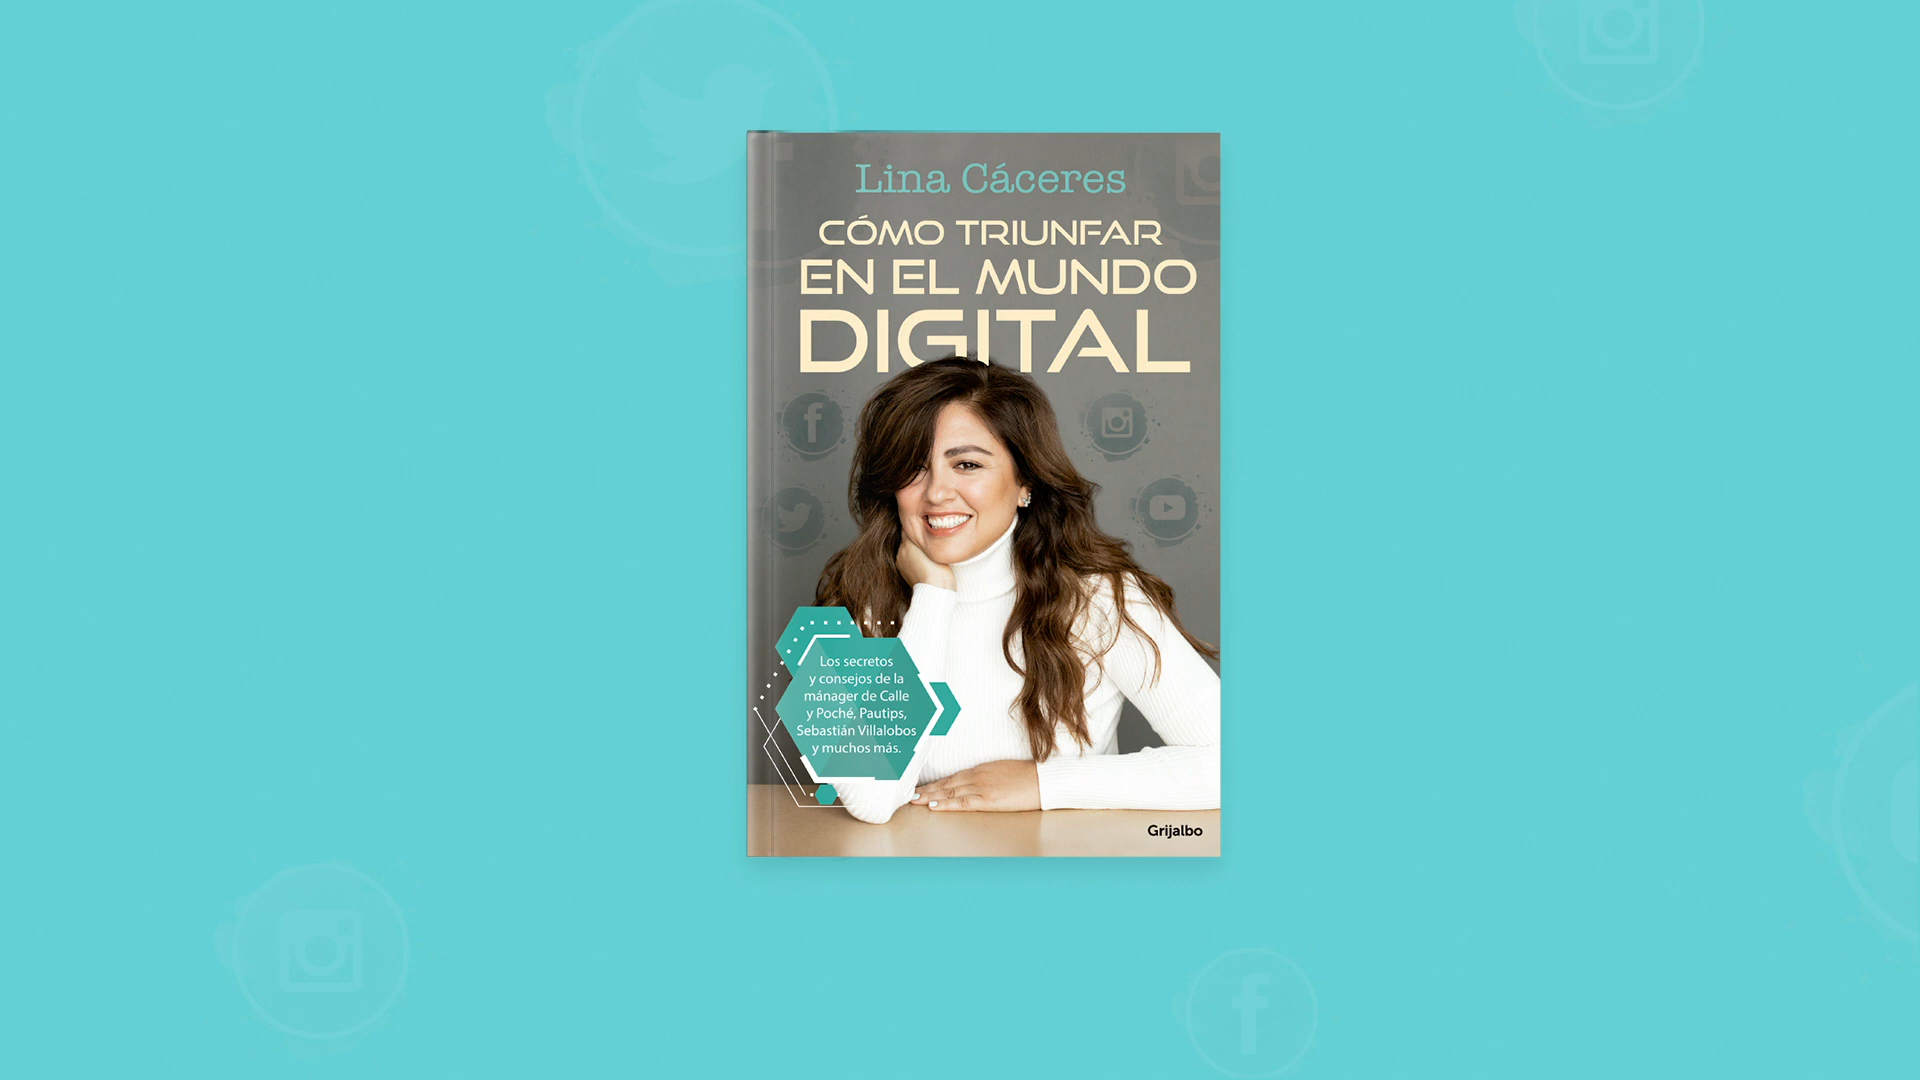 Lina Cáceres
CÓMO TRIUNFAR
EN EL MUNDO
DIGITAL
Los secretos
y consejos de la
mánager de Calle
y Poché, Pautips,
Sebastián Villalobos
y muchos más.
Grijalbo